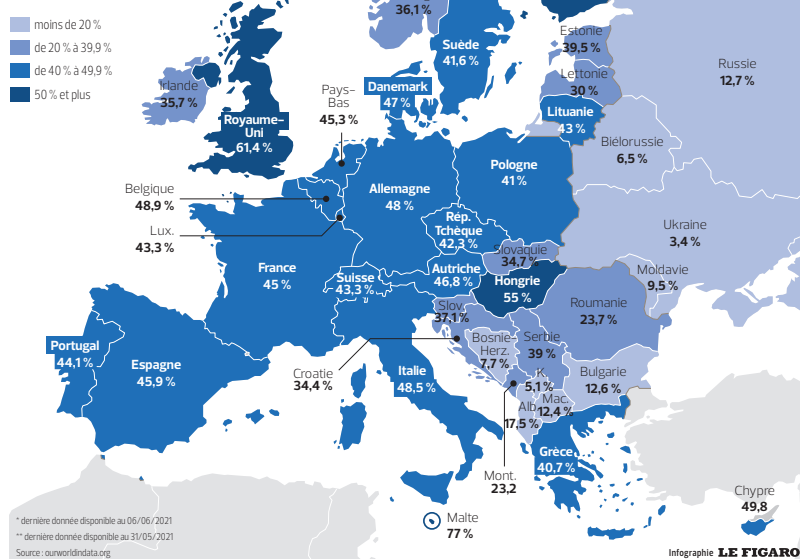 moins de 20 %
de 20 % à 39,9 %
de 40 % à 49,9 %
50 % et plus
36,1 %
Suède
41,6 %
Estonie
39,5 %
Lettonie
30 %
Lituanie
43 %
Russie
12,7 %
Biélorussie
6,5 %
Irlande
35,7 %
Royaume–
Uni
61,4 %
Pays–
Bas
45,3 %
Danemark
47 %
Belgique
48,9 %
Lux.
43,3 %
Allemagne
48 %
Pologne
41 %
Rép.
Tchèque
42,3 %
Slovaquie
34,7 %
Ukraine
3,4 %
Moldavie
9,5 %
France
45 %
Suisse
43,3 %
Autriche
46,8 %
Hongrie
55 %
Roumanie
23,7 %
Slov.
37,1 %
Croatie
34,4 %
Bosnie–
Herz.
7,7 %
Serbie
39 %
K.
5,1 %
Bulgarie
12,6 %
Mac.
12,4 %
Alb.
17,5 %
Mont.
23,2
Portugal
44,1 %
Espagne
45,9 %
Italie
48,5 %
Grèce
40,7 %
Malte
77 %
Chypre
49,8
* dernière donnée disponible au 06/06/2021
** dernière donnée disponible au 31/05/2021
Source : ourworldindata.org
Infographie LE FIGARO